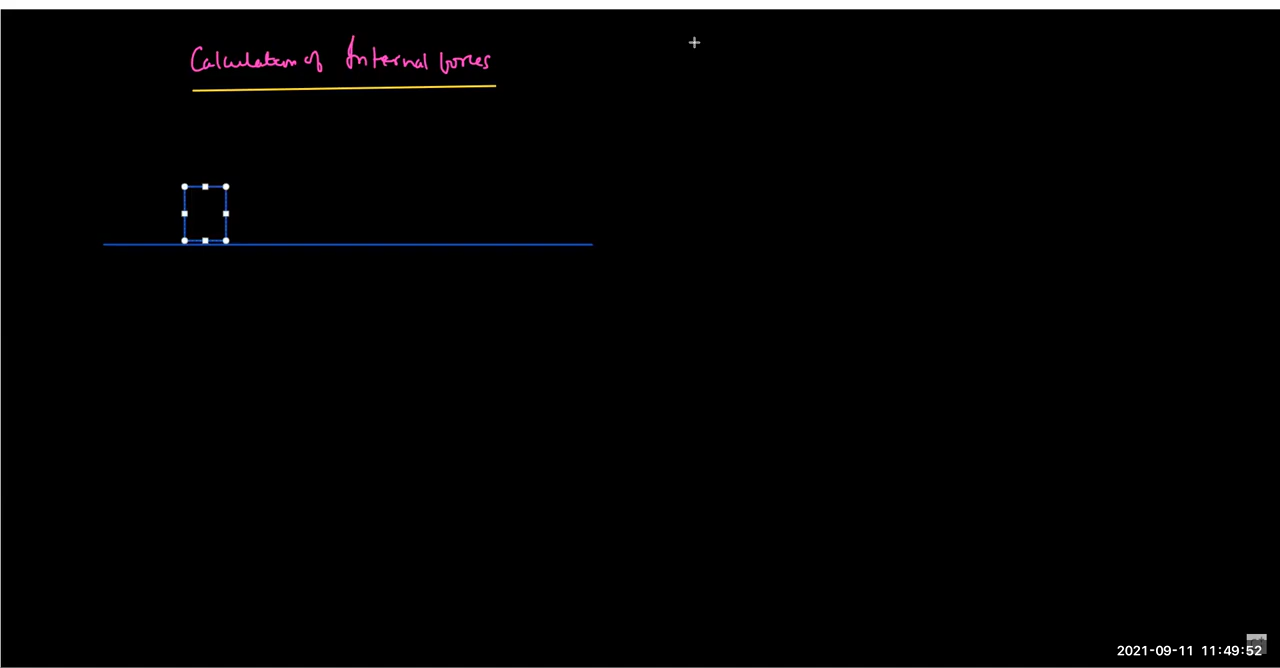 Calculation of Internal forces
2021-09-11 11:49:52